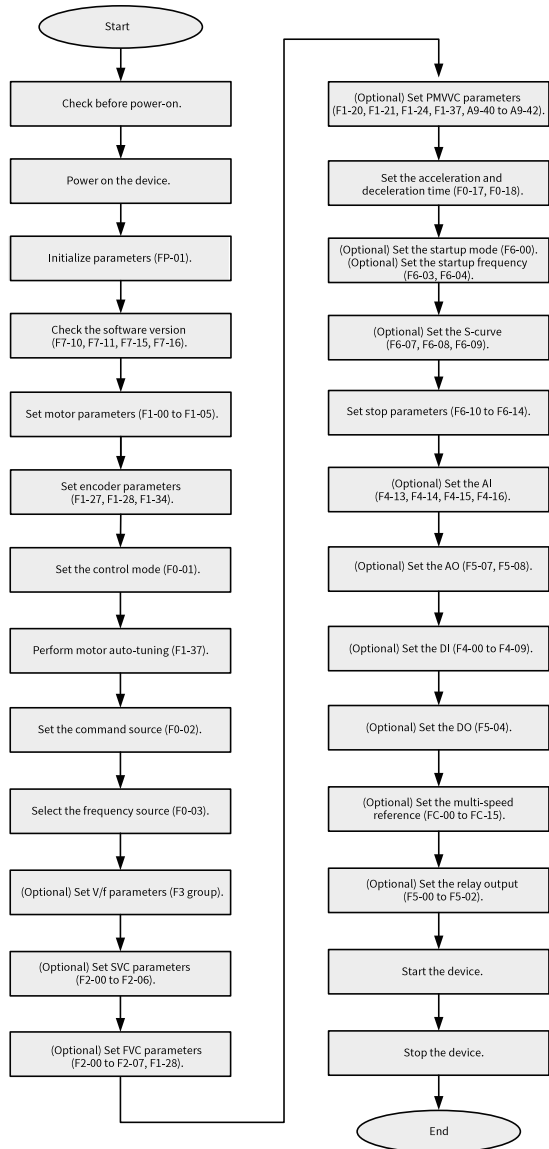 Start
Check before power-on.
Power on the device.
Initialize parameters (FP-01).
Check the software version
(F7-10, F7-11, F7-15, F7-16).
Set motor parameters (F1-00 to F1-05).
Set encoder parameters
(F1-27, F1-28, F1-34).
Set the control mode (F0-01).
Perform motor auto-tuning (F1-37).
Set the command source (F0-02).
Select the frequency source (F0-03).
(Optional) Set V/f parameters (F3 group).
(Optional) Set SVC parameters
(F2-00 to F2-06).
(Optional) Set FVC parameters
(F2-00 to F2-07, F1-28).
(Optional) Set PMVVC parameters
(F1-20, F1-21, F1-24, F1-37, A9-40 to A9-42).
Set the acceleration and
deceleration time (F0-17, F0-18).
(Optional) Set the startup mode (F6-00).
(Optional) Set the startup frequency
(F6-03, F6-04).
(Optional) Set the S-curve
(F6-07, F6-08, F6-09).
Set stop parameters (F6-10 to F6-14).
(Optional) Set the AI
(F4-13, F4-14, F4-15, F4-16).
(Optional) Set the AO (F5-07, F5-08).
(Optional) Set the DI (F4-00 to F4-09).
(Optional) Set the DO (F5-04).
(Optional) Set the multi-speed
reference (FC-00 to FC-15).
(Optional) Set the relay output
(F5-00 to F5-02).
Start the device.
Stop the device.
End